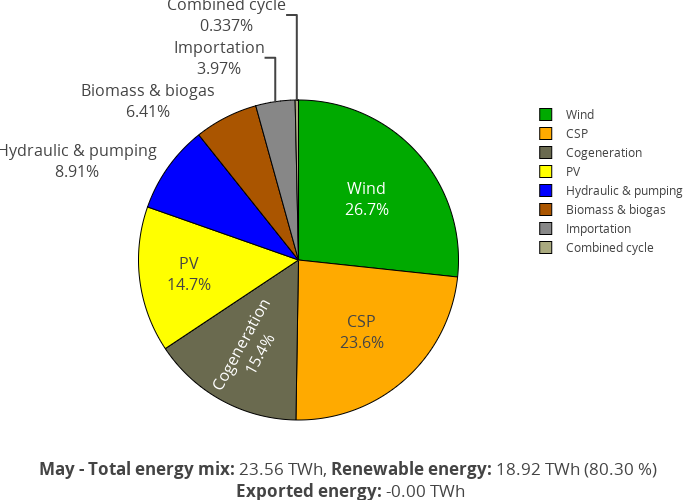 Combined cycle
0.337%
Importation
3.97%
Biomass & biogas
6.41%
Hydraulic & pumping
8.91%
Wind
26.7%
PV
14.7%
CSP
23.6%
Cogeneration
15.4%
Wind
CSP
Cogeneration
PV
Hydraulic & pumping
Biomass & biogas
Importation
Combined cycle
May - Total energy mix: 23.56 TWh, Renewable energy: 18.92 TWh (80.30 %)
Exported energy: -0.00 TWh